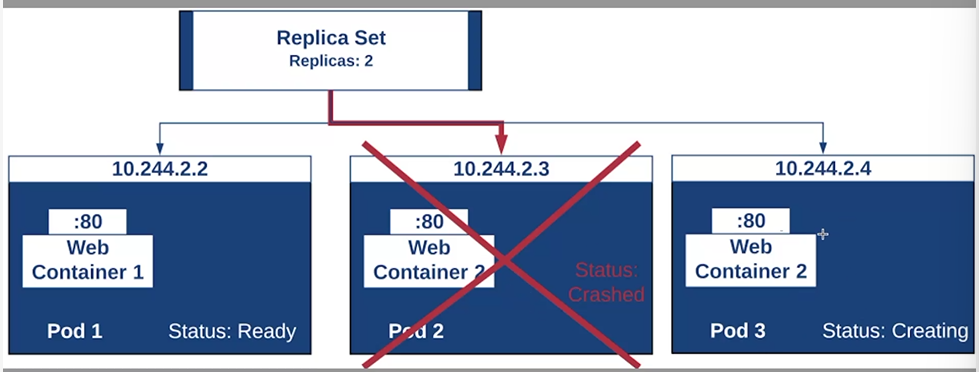 Replica Set
Replicas: 2
10.244.2.2
:80
Web
Container 1
Pod 1
Status: Ready
10.244.2.3
:80
Web
Container 2
Status:
Crashed
Pod 2
10.244.2.4
:80
Web
Container 2
Pod 3
Status: Creating